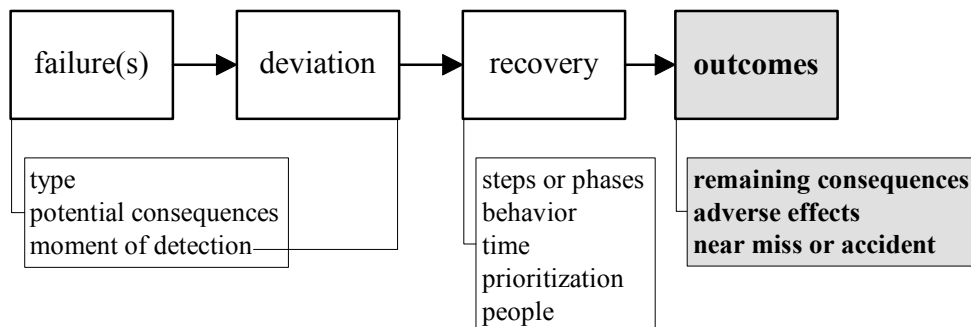 failure(s)
deviation
recovery
outcomes
type
potential consequences
moment of detection
steps or phases
behavior
time
prioritization
people
remaining consequences
adverse effects
near miss or accident